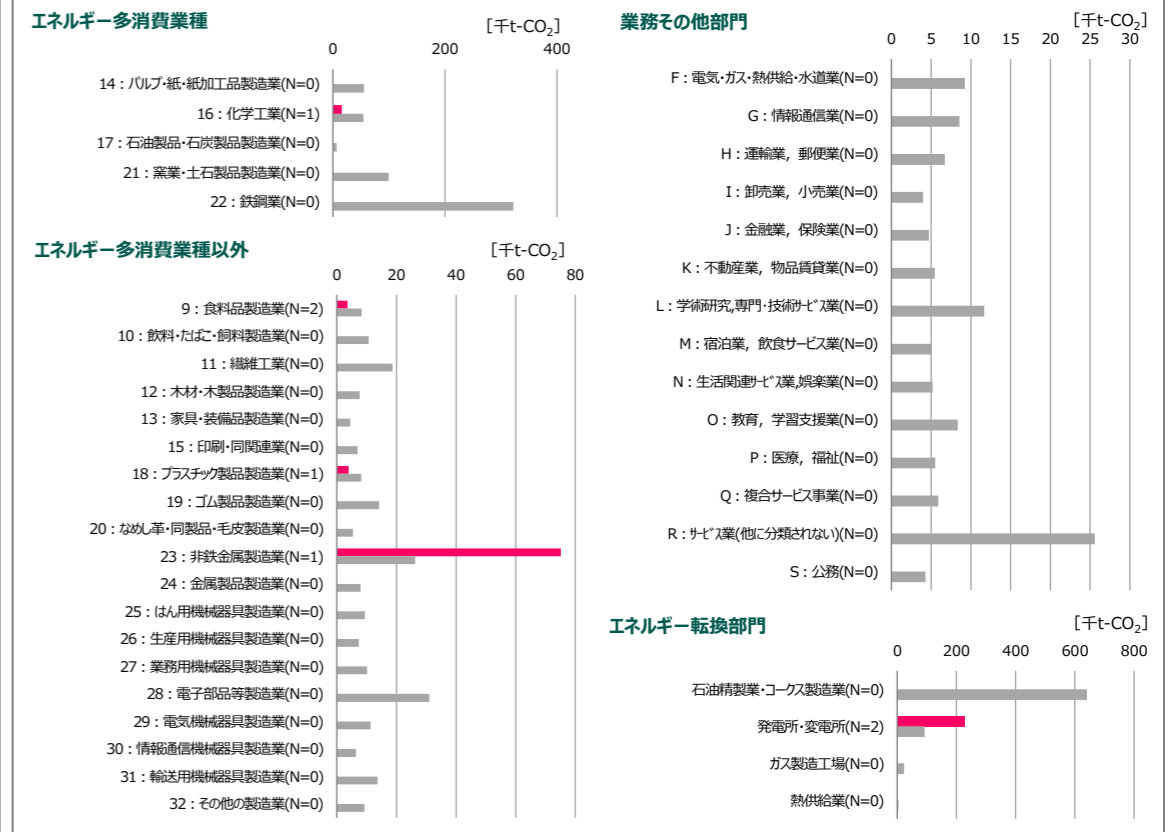 エネルギー多消費業種
[千t-CO₂]
0 200 400
14：パルプ・紙・紙加工品製造業(N=0)
16：化学工業(N=1)
17：石油製品・石炭製品製造業(N=0)
21：窯業・土石製品製造業(N=0)
22：鉄鋼業(N=0)
エネルギー多消費業種以外
[千t-CO₂]
0 20 40 60 80
9：食料品製造業(N=2)
10：飲料・たばこ・飼料製造業(N=0)
11：繊維工業(N=0)
12：木材・木製品製造業(N=0)
13：家具・装備品製造業(N=0)
15：印刷・同関連業(N=0)
18：プラスチック製品製造業(N=1)
19：ゴム製品製造業(N=0)
20：なめし革・同製品・毛皮製造業(N=0)
23：非鉄金属製造業(N=1)
24：金属製品製造業(N=0)
25：はん用機械器具製造業(N=0)
26：生産用機械器具製造業(N=0)
27：業務用機械器具製造業(N=0)
28：電子部品等製造業(N=0)
29：電気機械器具製造業(N=0)
30：情報通信機械器具製造業(N=0)
31：輸送用機械器具製造業(N=0)
32：その他の製造業(N=0)
業務その他部門
[千t-CO₂]
0 5 10 15 20 25 30
F：電気・ガス・熱供給・水道業(N=0)
G：情報通信業(N=0)
H：運輸業，郵便業(N=0)
I：卸売業，小売業(N=0)
J：金融業，保険業(N=0)
K：不動産業，物品賃貸業(N=0)
L：学術研究,専門・技術ｻｰﾋﾞｽ業(N=0)
M：宿泊業，飲食サービス業(N=0)
N：生活関連ｻｰﾋﾞｽ業,娯楽業(N=0)
O：教育，学習支援業(N=0)
P：医療，福祉(N=0)
Q：複合サービス事業(N=0)
R：ｻｰﾋﾞｽ業(他に分類されない)(N=0)
S：公務(N=0)
エネルギー転換部門
[千t-CO₂]
0 200 400 600 800
石油精製業・コークス製造業(N=0)
発電所・変電所(N=2)
ガス製造工場(N=0)
熱供給業(N=0)